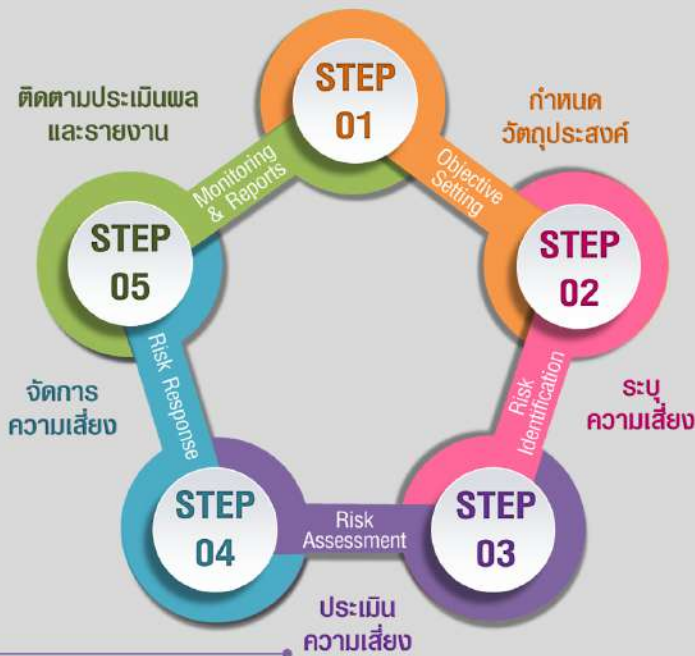 STEP
01
กำหนด
วัตถุประสงค์
Objective
Setting
STEP
02
ระบุ
ความเสี่ยง
Risk
Identification
STEP
03
ประเมิน
ความเสี่ยง
Risk
Assessment
STEP
04
จัดการ
ความเสี่ยง
Risk Response
STEP
05
ติดตามประเมินผล
และรายงาน
Monitoring
& Reports